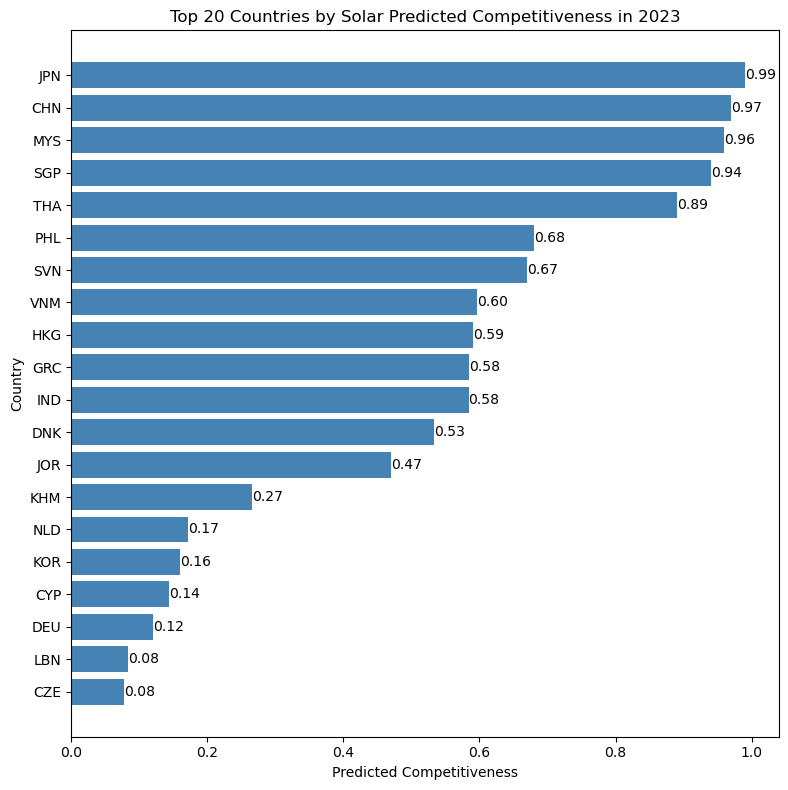 Top 20 Countries by Solar Predicted Competitiveness in 2023
JPN 0.99
CHN 0.97
MYS 0.96
SGP 0.94
THA 0.89
PHL 0.68
SVN 0.67
VNM 0.60
HKG 0.59
GRC 0.58
IND 0.58
DNK 0.53
JOR 0.47
KHM 0.27
NLD 0.17
KOR 0.16
CYP 0.14
DEU 0.12
LBN 0.08
CZE 0.08
Country
0.0 0.2 0.4 0.6 0.8 1.0
Predicted Competitiveness